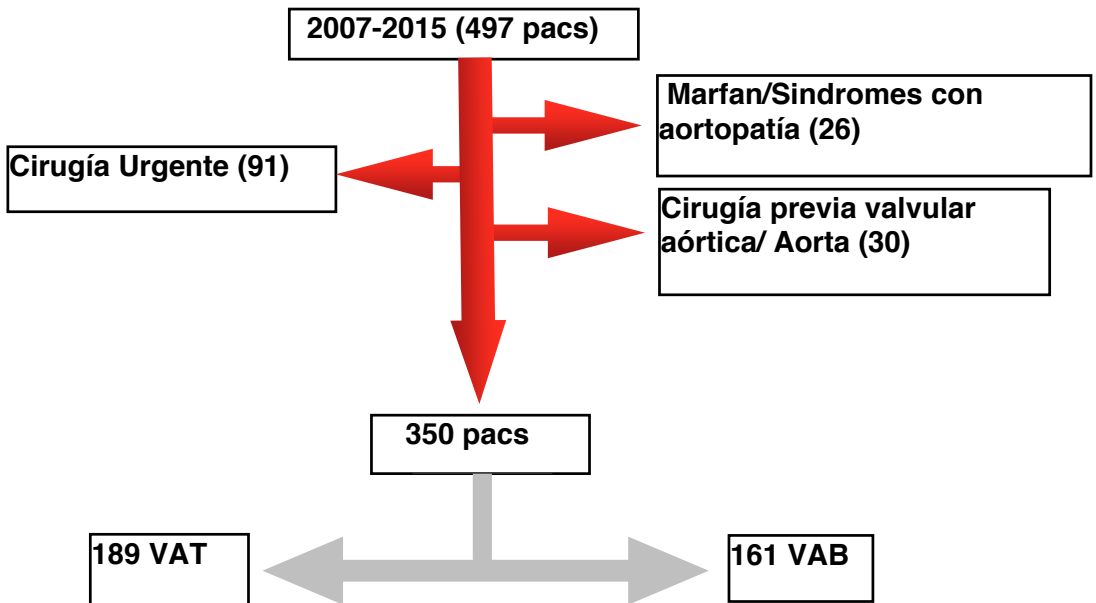 2007-2015 (497 pacs)
Marfan/Sindromes con
aortopatía (26)
Cirugía Urgente (91)
Cirugía previa valvular
aórtica/ Aorta (30)
350 pacs
189 VAT
161 VAB